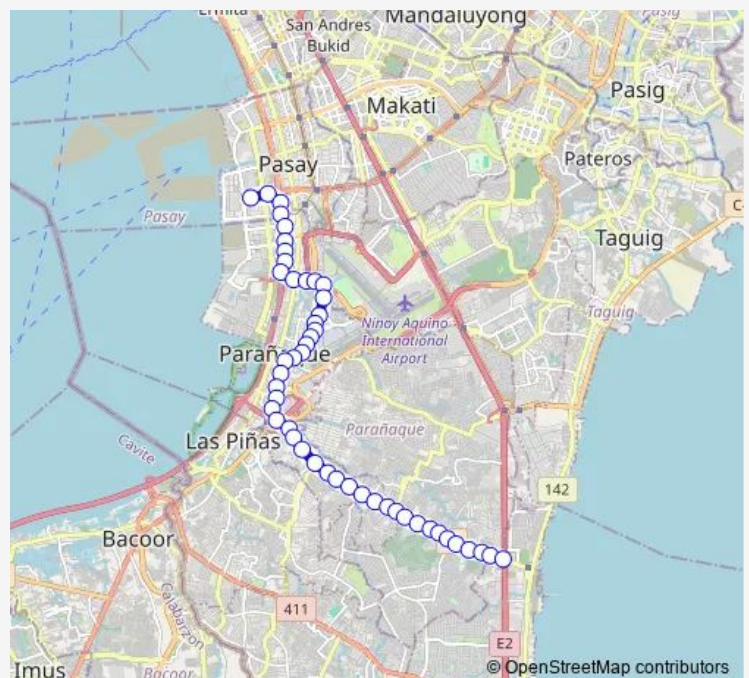 Ermita
San Andres
Bukid
Mandaluyong
Pasig
Makati
Pasig
Pasay
Pateros
Pasay
C-
Taguig
Taguig
Ninoy Aquino
International
Airport
Parañaque
Parañaque
Las Piñas
Cavite
142
Bacoor
Calabarzon
411
E2
Imus
Bacoor
© OpenStreetMap contributors